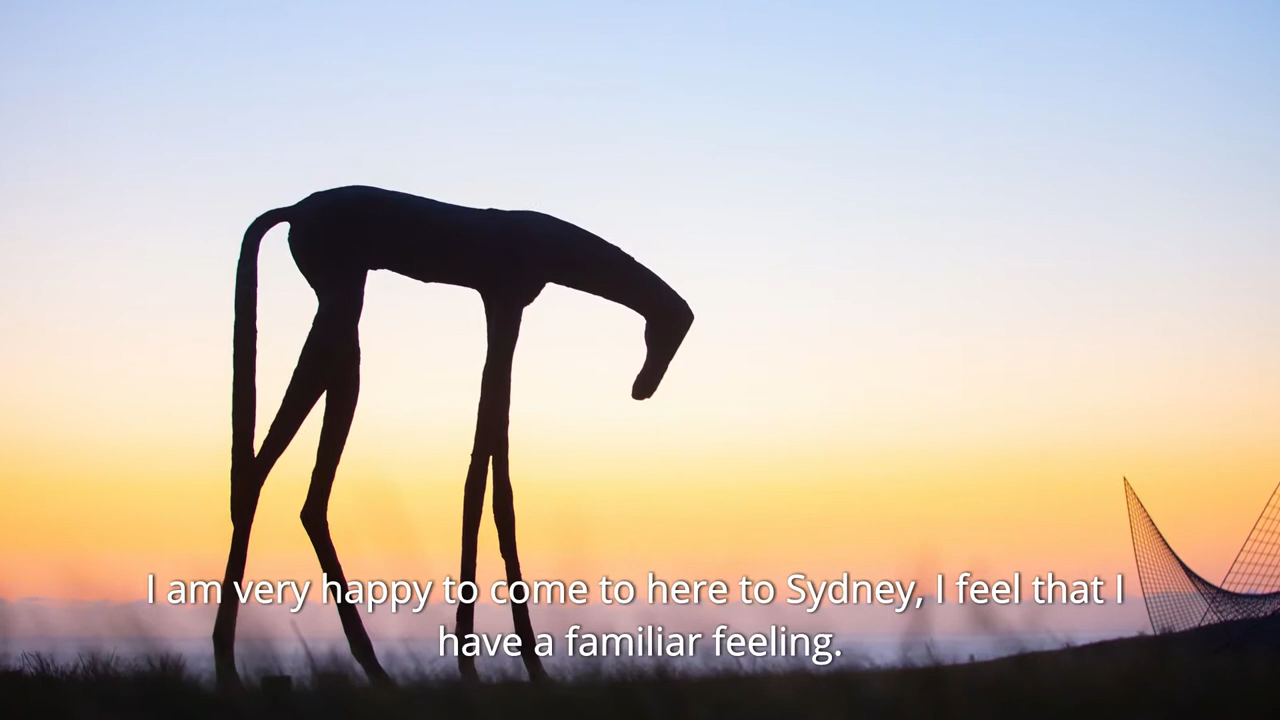 I am very happy to come to here to Sydney, I feel that I
have a familiar feeling.